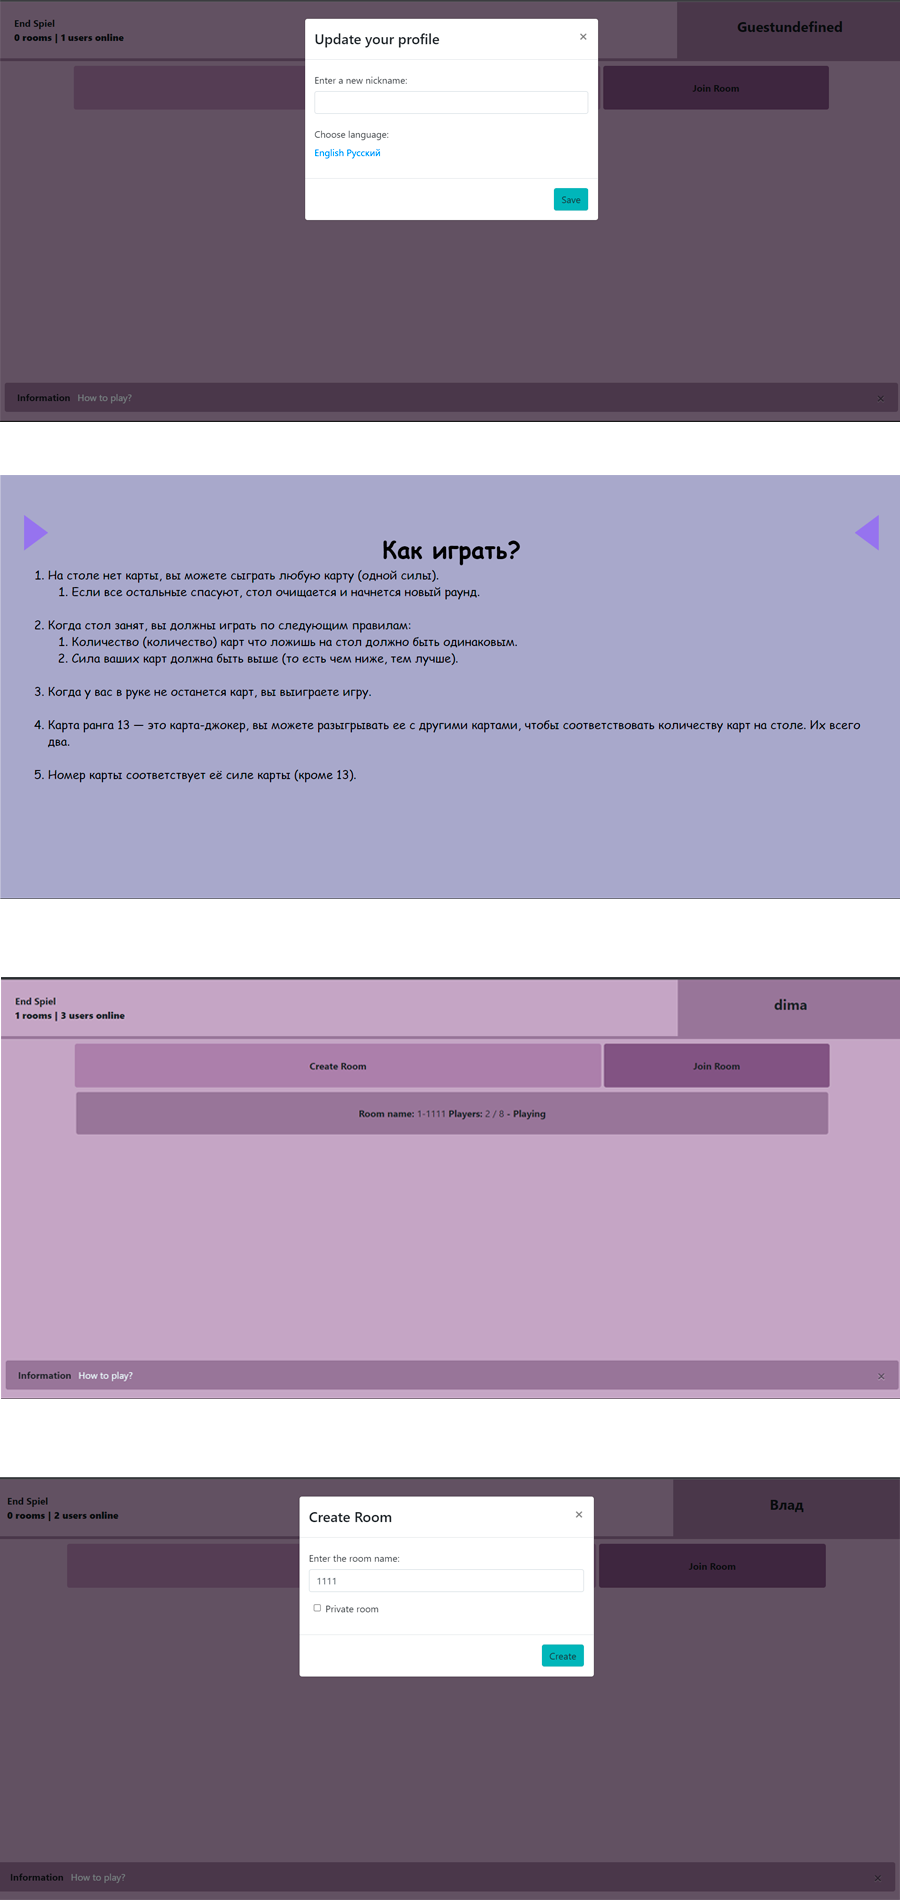 End Spiel
0 rooms | 1 users online
Guestundefined
Update your profile
×
Enter a new nickname:
Choose language:
English Русский
Save
Join Room
Information How to play?
×
Как играть?
1. На столе нет карты, вы можете сыграть любую карту (одной силы).
1. Если все остальные спасуют, стол очищается и начнется новый раунд.
2. Когда стол занят, вы должны играть по следующим правилам:
1. Количество (количество) карт что ложишь на стол должно быть одинаковым.
2. Сила ваших карт должна быть выше (то есть чем ниже, тем лучше).
3. Когда у вас в руке не останется карт, вы выиграете игру.
4. Карта ранга 13 — это карта-джокер, вы можете разыгрывать ее с другими картами, чтобы соответствовать количеству карт на столе. Их всего
два.
5. Номер карты соответствует её силе карты (кроме 13).
End Spiel
1 rooms | 3 users online
dima
Create Room
Join Room
Room name: 1-1111 Players: 2 / 8 - Playing
Information How to play?
×
End Spiel
0 rooms | 2 users online
Влад
Create Room
×
Enter the room name:
1111
Private room
Create
Join Room
Information How to play?
×